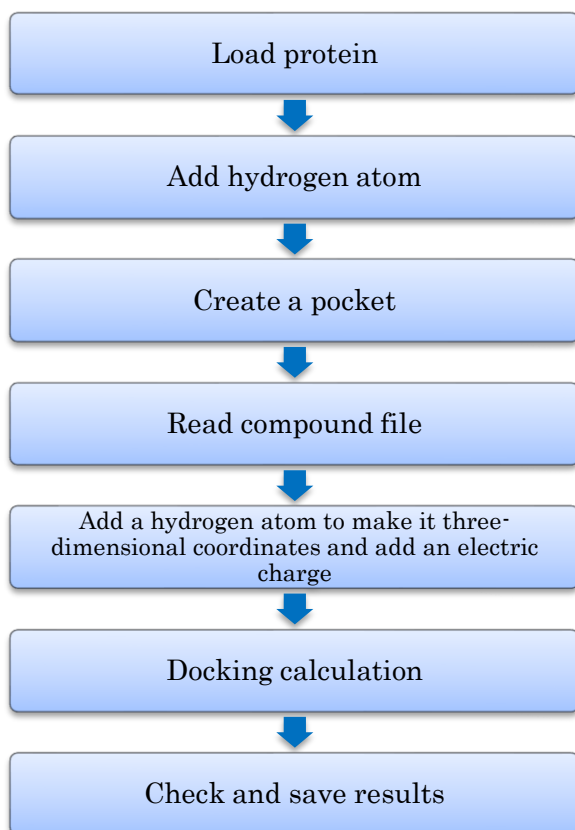 Load protein
Add hydrogen atom
Create a pocket
Read compound file
Add a hydrogen atom to make it three-
dimensional coordinates and add an electric
charge
Docking calculation
Check and save results